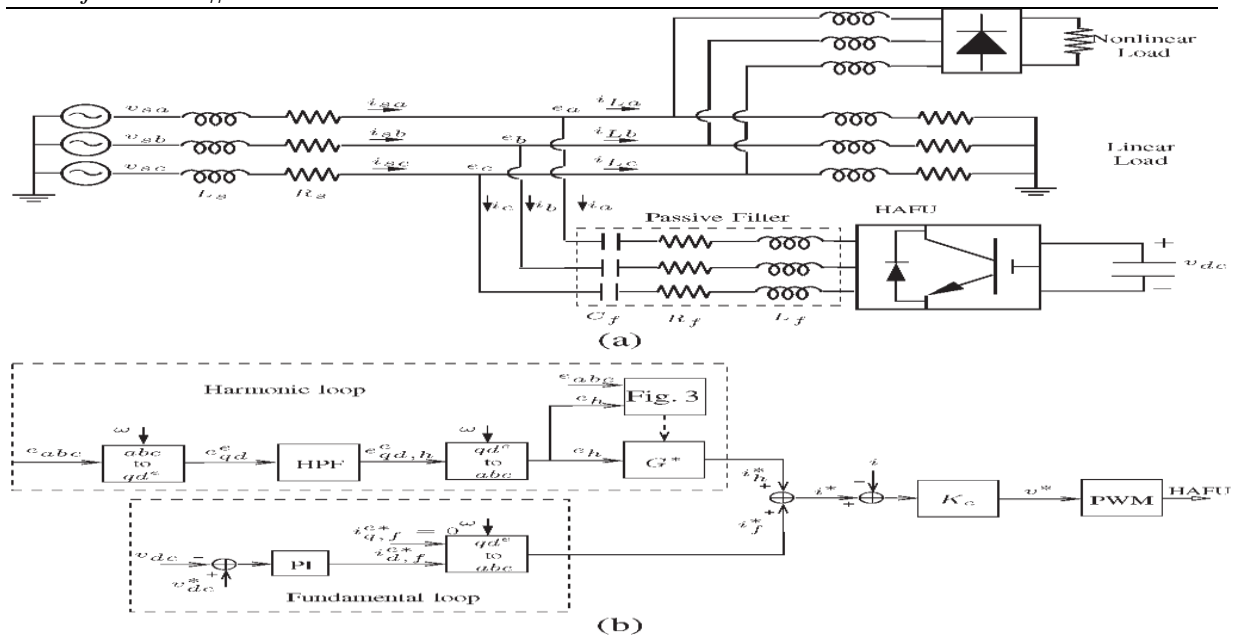 Nonlinear
Load
v_sa
i_sa
e_a
i_La
v_sb
i_sb
e_b
i_Lb
v_sc
i_sc
e_c
i_Lc
L_s
R_s
Linear
Load
i_c
i_b
i_a
Passive Filter
HAFU
+
v_dc
−
C_f
R_f
L_f
(a)
Harmonic loop
e_abc
e_h
Fig. 3
ω
ω
e_abc
abc
to
qd^e
e^e_qd
HPF
e^e_qd,h
qd^e
to
abc
e_h
G*
i*_h
+
+
i*_f
i*
+
−
i
K_c
v*
PWM
HAFU
ω
i^e*_q,f = 0
i^e*_d,f
qd^e
to
abc
v_dc
−
+
v*_dc
PI
Fundamental loop
(b)